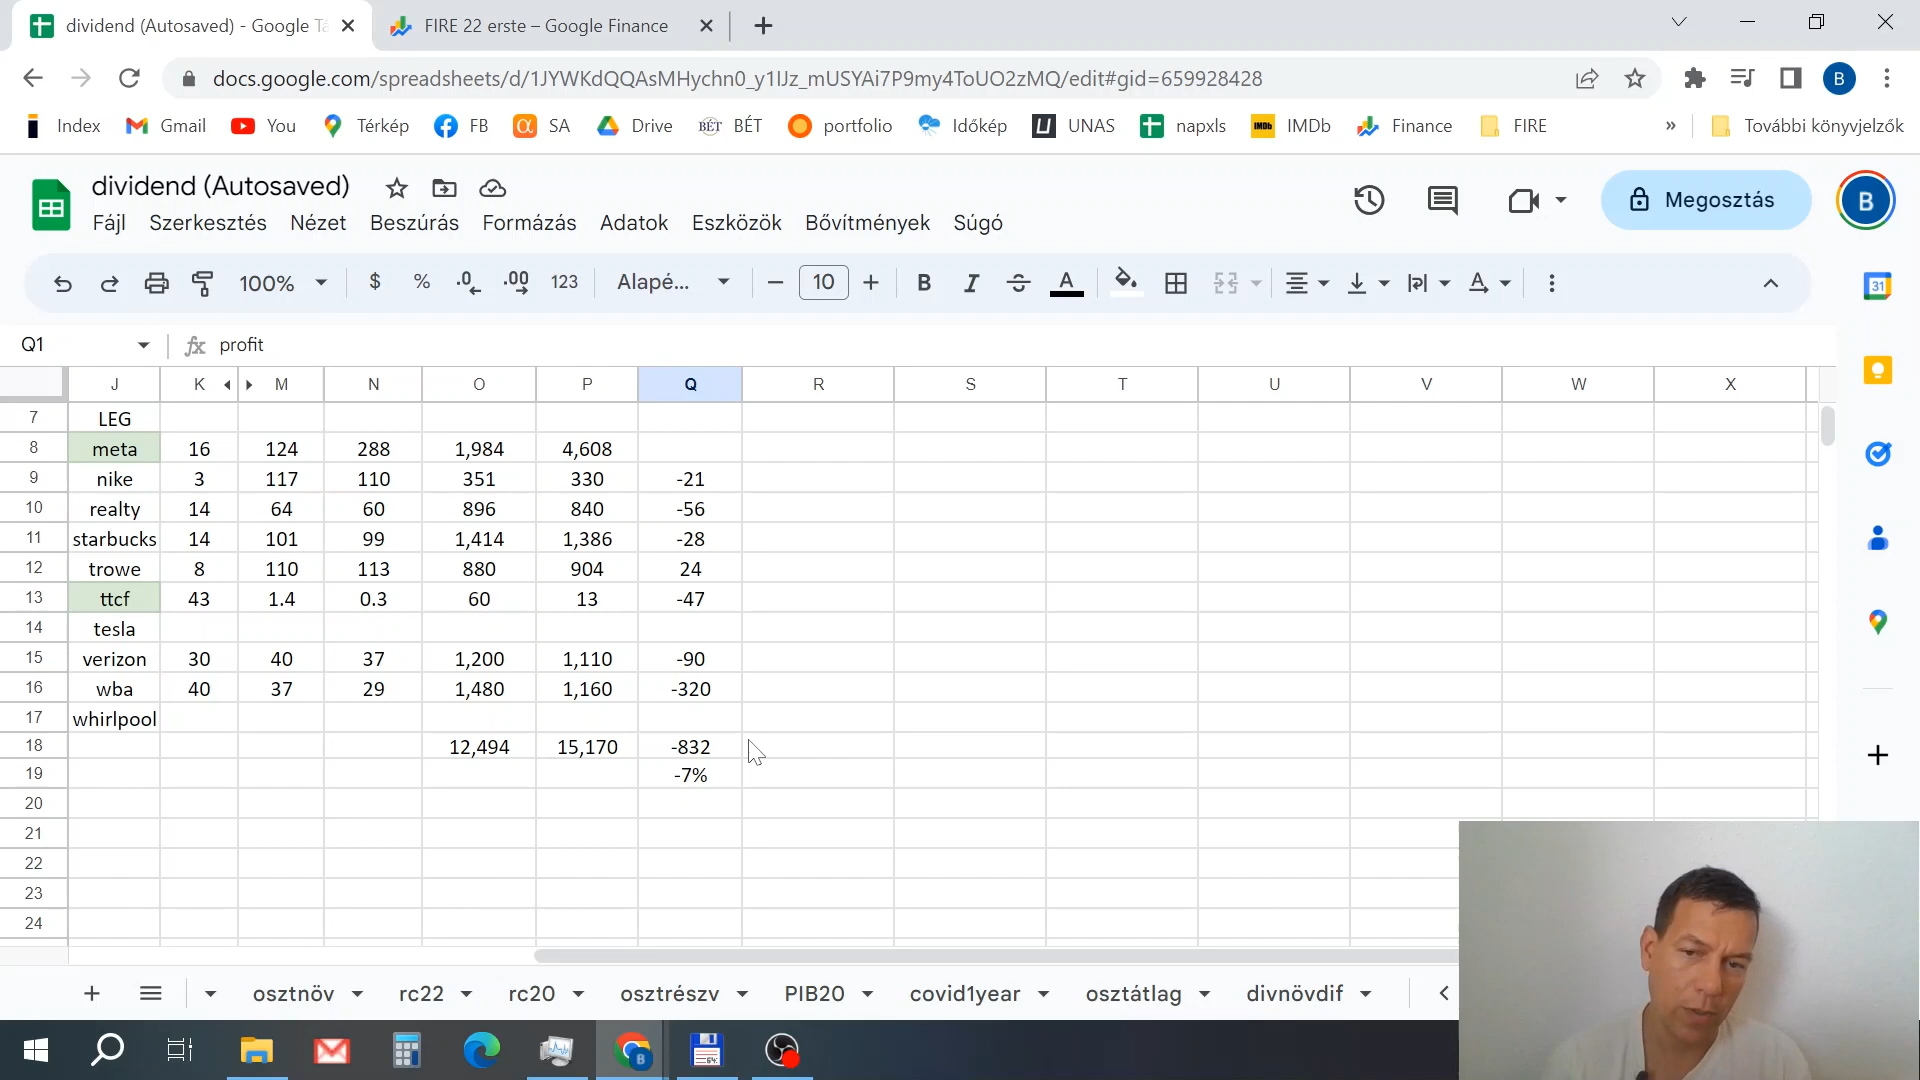 dividend (Autosaved) - Google Tá
FIRE 22 erste – Google Finance
docs.google.com/spreadsheets/d/1JYWKdQQAsMHychn0_y1IJz_mUSYAi7P9my4ToUO2zMQ/edit#gid=659928428
B
Index Gmail You Térkép FB SA Drive BÉT BÉT portfolio Időkép UNAS napxls IMDb IMDb Finance FIRE » További könyvjelzők
dividend (Autosaved)
Fájl Szerkesztés Nézet Beszúrás Formázás Adatok Eszközök Bővítmények Súgó
Megosztás
B
100% $ % .0 .00 123 Alapé... − 10 + B I S A
31
Q1 fx profit
J K M N O P Q R S T U V W X
7 LEG
8 meta 16 124 288 1,984 4,608
9 nike 3 117 110 351 330 -21
10 realty 14 64 60 896 840 -56
11 starbucks 14 101 99 1,414 1,386 -28
12 trowe 8 110 113 880 904 24
13 ttcf 43 1.4 0.3 60 13 -47
14 tesla
15 verizon 30 40 37 1,200 1,110 -90
16 wba 40 37 29 1,480 1,160 -320
17 whirlpool
18 12,494 15,170 -832
19 -7%
20
21
22
23
24
osztnöv rc22 rc20 osztrészv PIB20 covid1year osztátlag divnövdif